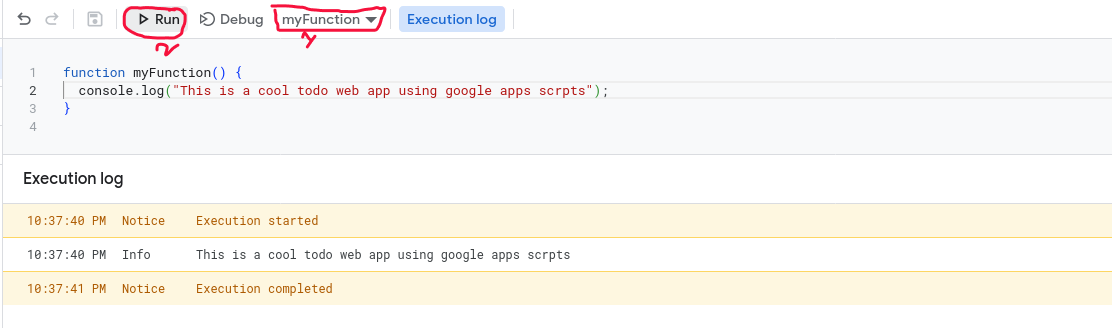 Run Debug myFunction Execution log
2 1
1 function myFunction() {
2 console.log("This is a cool todo web app using google apps scrpts");
3 }
4
Execution log
10:37:40 PM Notice Execution started
10:37:40 PM Info This is a cool todo web app using google apps scrpts
10:37:41 PM Notice Execution completed